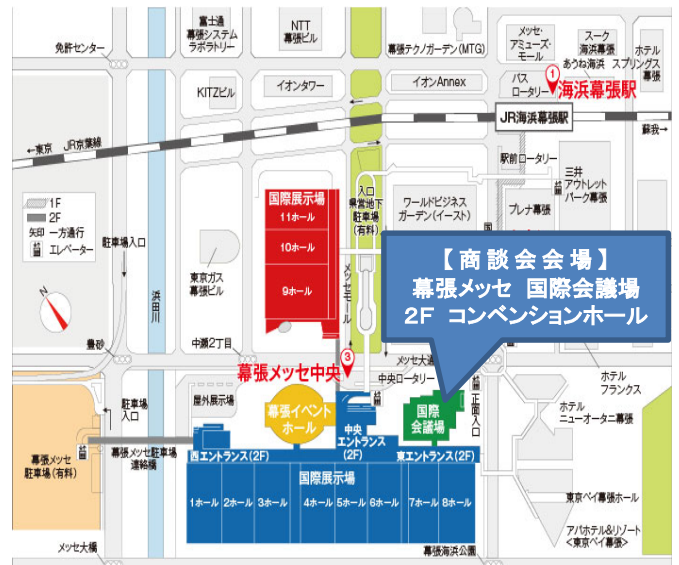 富士通
幕張システム
ラボラトリー
NTT
幕張ビル
免許センター
幕張テクノガーデン(MTG)
メッセ・
アミューズ・
モール
スーク
海浜幕張
あうね海浜
ホテル
スプリングス
幕張
KITZビル
イオンタワー
イオンAnnex
バス
ロータリー
1
海浜幕張駅
JR海浜幕張駅
←東京 JR京葉線
蘇我→
駅前ロータリー
1F
2F
矢印 一方通行
エレベーター
駐車場入口
国際展示場
11ホール
10ホール
9ホール
入口
県営地下
駐車場
(有料)
ワールドビジネス
ガーデン(イースト)
プレナ幕張
三井
アウトレット
パーク幕張
国
東京ガス
幕張ビル
メッセモール
浜田川
N
【商談会会場】
幕張メッセ 国際会議場
2F コンベンションホール
豊砂
中瀬2丁目
3
幕張メッセ中央
メッセ大通
中央ロータリー
ホテル
フランクス
駐車場
入口
屋外展示場
幕張イベント
ホール
中央
エントランス
(2F)
国際
会議場
正面入口
ホテル
ニューオータニ幕張
幕張メッセ
駐車場(有料)
幕張メッセ駐車場
連絡橋
西エントランス(2F)
東エントランス(2F)
国際展示場
1ホール
2ホール
3ホール
4ホール
5ホール
6ホール
7ホール
8ホール
東京ベイ幕張ホール
アパホテル&リゾート
<東京ベイ幕張>
メッセ大橋
幕張海浜公園